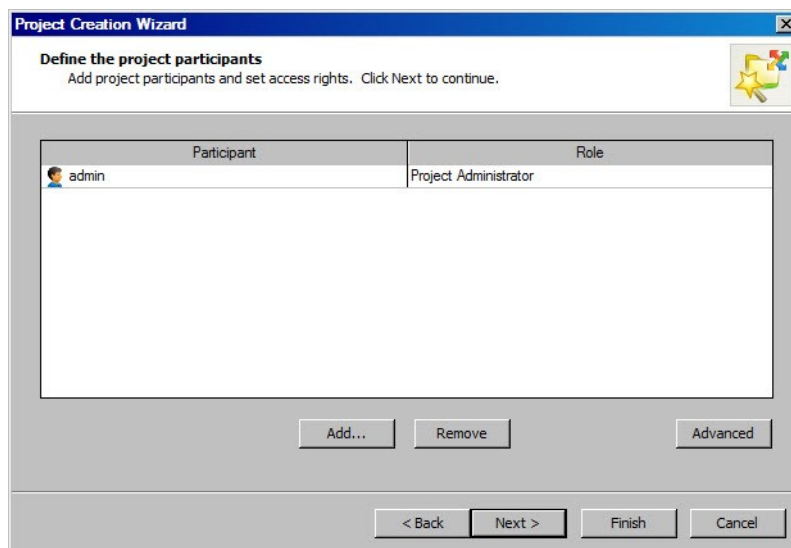 Project Creation Wizard
Define the project participants
Add project participants and set access rights. Click Next to continue.
Participant Role
admin Project Administrator
Add... Remove Advanced
< Back Next > Finish Cancel